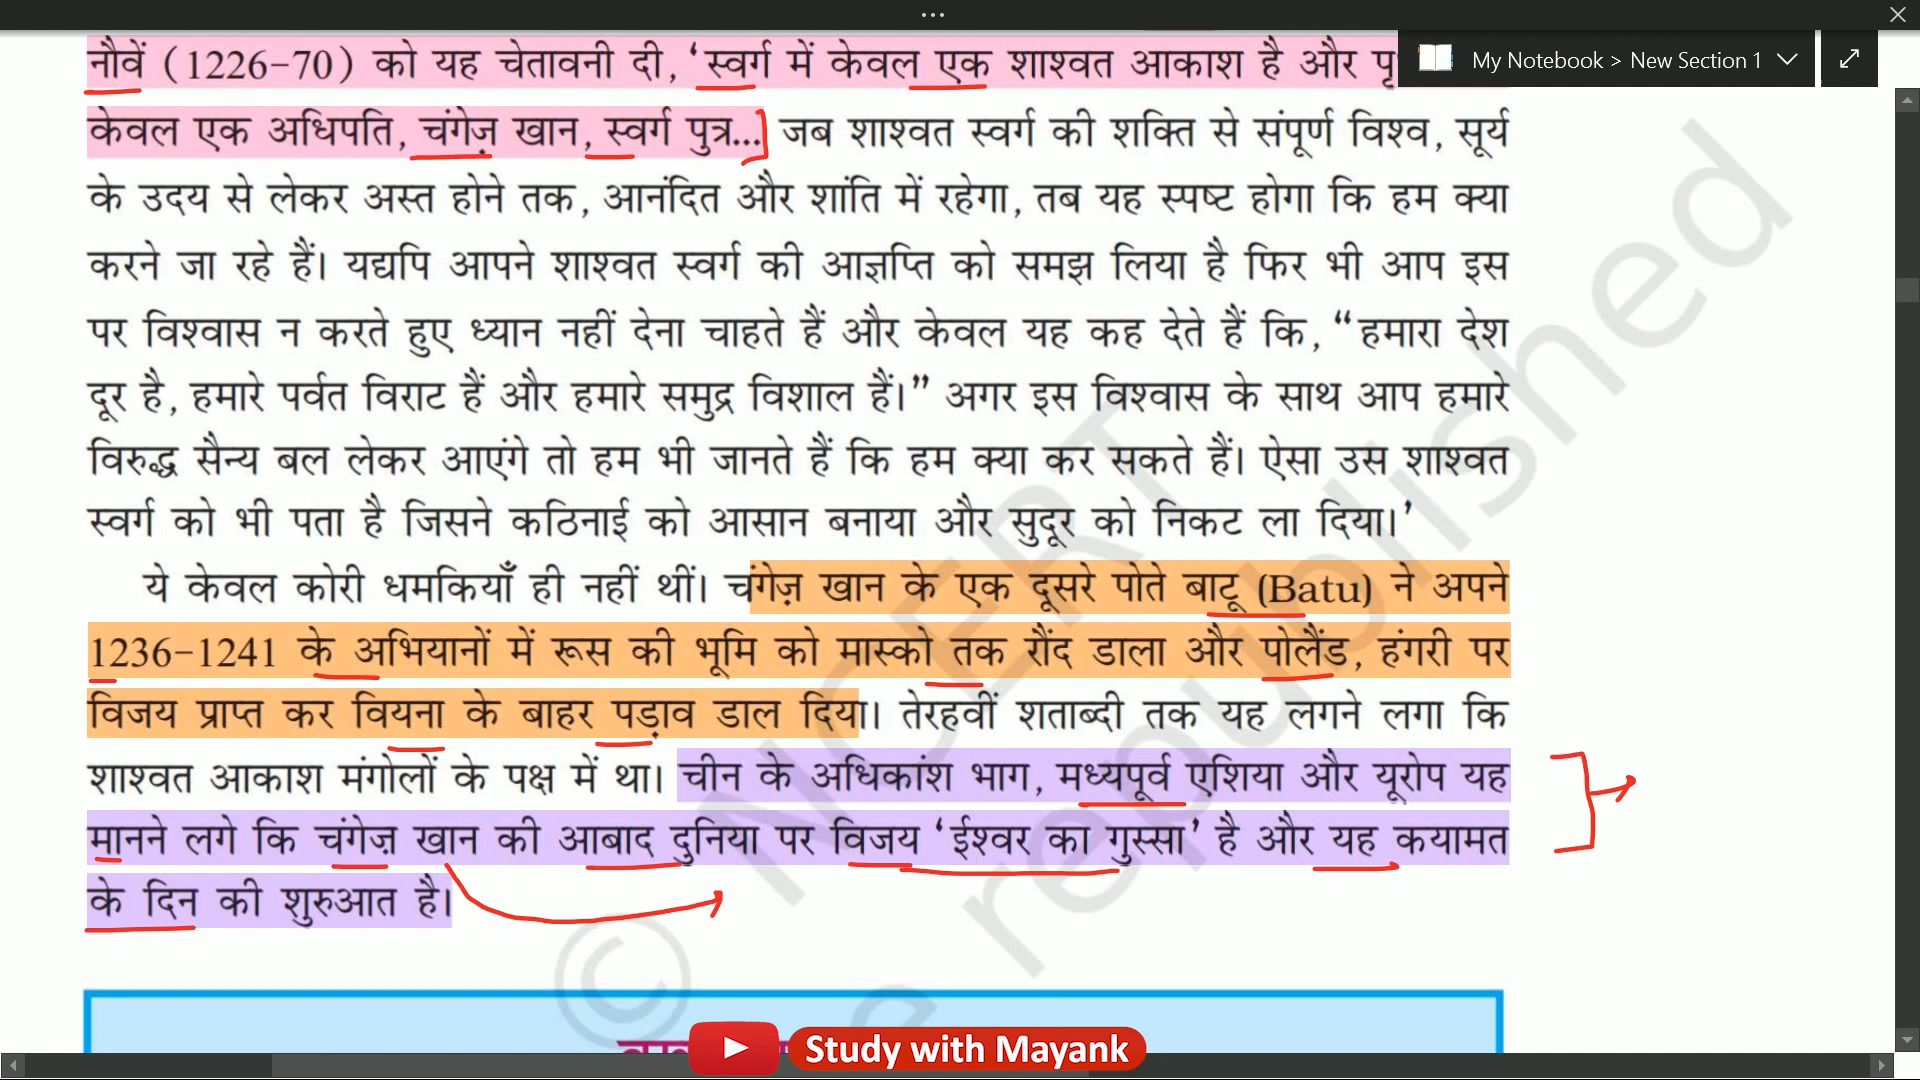 ...
My Notebook > New Section 1
नौवें (1226-70) को यह चेतावनी दी, ‘स्वर्ग में केवल एक शाश्वत आकाश है और
केवल एक अधिपति, चंगेज़ खान, स्वर्ग पुत्र... जब शाश्वत स्वर्ग की शक्ति से संपूर्ण विश्व, सूर्य
के उदय से लेकर अस्त होने तक, आनंदित और शांति में रहेगा, तब यह स्पष्ट होगा कि हम क्या
करने जा रहे हैं। यद्यपि आपने शाश्वत स्वर्ग की आज्ञप्ति को समझ लिया है फिर भी आप इस
पर विश्वास न करते हुए ध्यान नहीं देना चाहते हैं और केवल यह कह देते हैं कि, “हमारा देश
दूर है, हमारे पर्वत विराट हैं और हमारे समुद्र विशाल हैं।” अगर इस विश्वास के साथ आप हमारे
विरुद्ध सैन्य बल लेकर आएंगे तो हम भी जानते हैं कि हम क्या कर सकते हैं। ऐसा उस शाश्वत
स्वर्ग को भी पता है जिसने कठिनाई को आसान बनाया और सुदूर को निकट ला दिया।’
ये केवल कोरी धमकियाँ ही नहीं थीं। चंगेज़ खान के एक दूसरे पोते बाटू (Batu) ने अपने
1236-1241 के अभियानों में रूस की भूमि को मास्को तक रौंद डाला और पोलैंड, हंगरी पर
विजय प्राप्त कर वियना के बाहर पड़ाव डाल दिया। तेरहवीं शताब्दी तक यह लगने लगा कि
शाश्वत आकाश मंगोलों के पक्ष में था। चीन के अधिकांश भाग, मध्यपूर्व एशिया और यूरोप यह
मानने लगे कि चंगेज़ खान की आबाद दुनिया पर विजय ‘ईश्वर का गुस्सा’ है और यह कयामत
के दिन की शुरुआत है।
© NCERT
republished
Study with Mayank